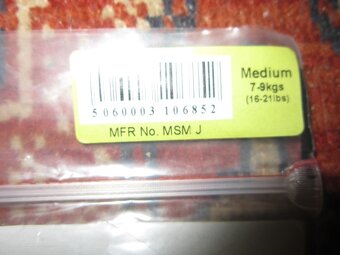 Medium
7-9kgs
(16-21lbs)
5060003 106852
MFR No. MSM J